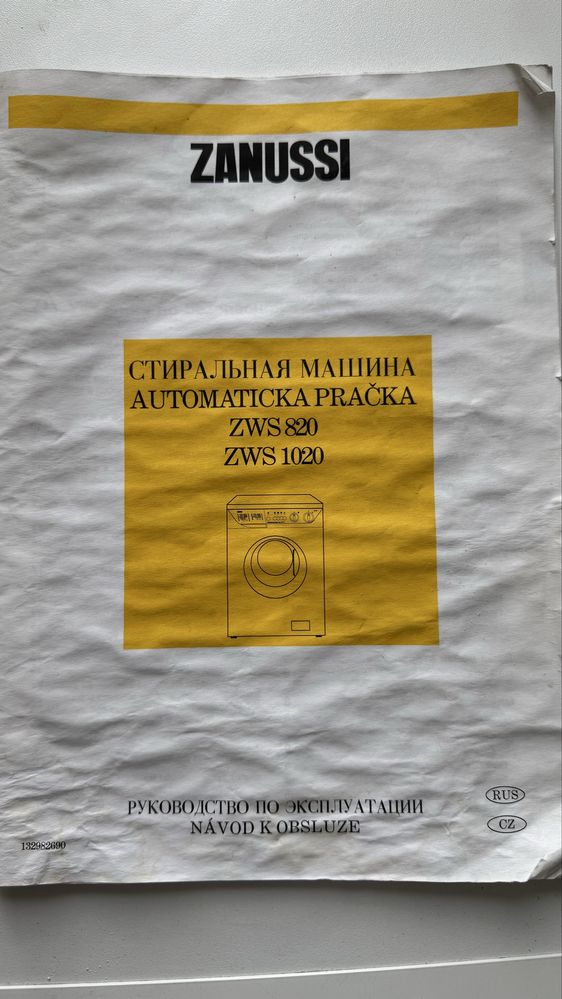 ZANUSSI
СТИРАЛЬНАЯ МАШИНА
AUTOMATICKA PRAČKA
ZWS 820
ZWS 1020
РУКОВОДСТВО ПО ЭКСПЛУАТАЦИИ
NÁVOD K OBSLUZE
RUS
CZ
132982690